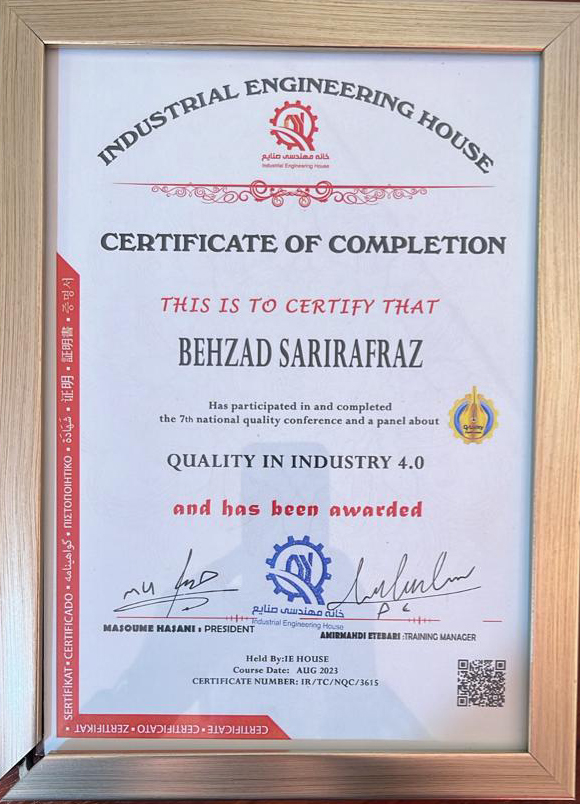 INDUSTRIAL ENGINEERING HOUSE
خانه مهندسی صنایع
Industrial Engineering House
CERTIFICATE OF COMPLETION
THIS IS TO CERTIFY THAT
BEHZAD SARIRAFRAZ
Has participated in and completed
the 7th national quality conference and a panel about
QUALITY IN INDUSTRY 4.0
and has been awarded
خانه مهندسی صنایع
Industrial Engineering House
MASOUME HASANI : PRESIDENT
AMIRMAHDI ETEBARI :TRAINING MANAGER
Held By:IE HOUSE
Course Date: AUG 2023
CERTIFICATE NUMBER: IR/TC/NQC/3615
SERTİFİKAT • CERTIFICADO • گواهینامه • ΠΙΣΤΟΠΟΙΗΤΙΚΟ • شَهَادَة • 证明 • 証明書 • 증명서
CERTIFICATE • CERTIFICATO • ZERTIFIKAT